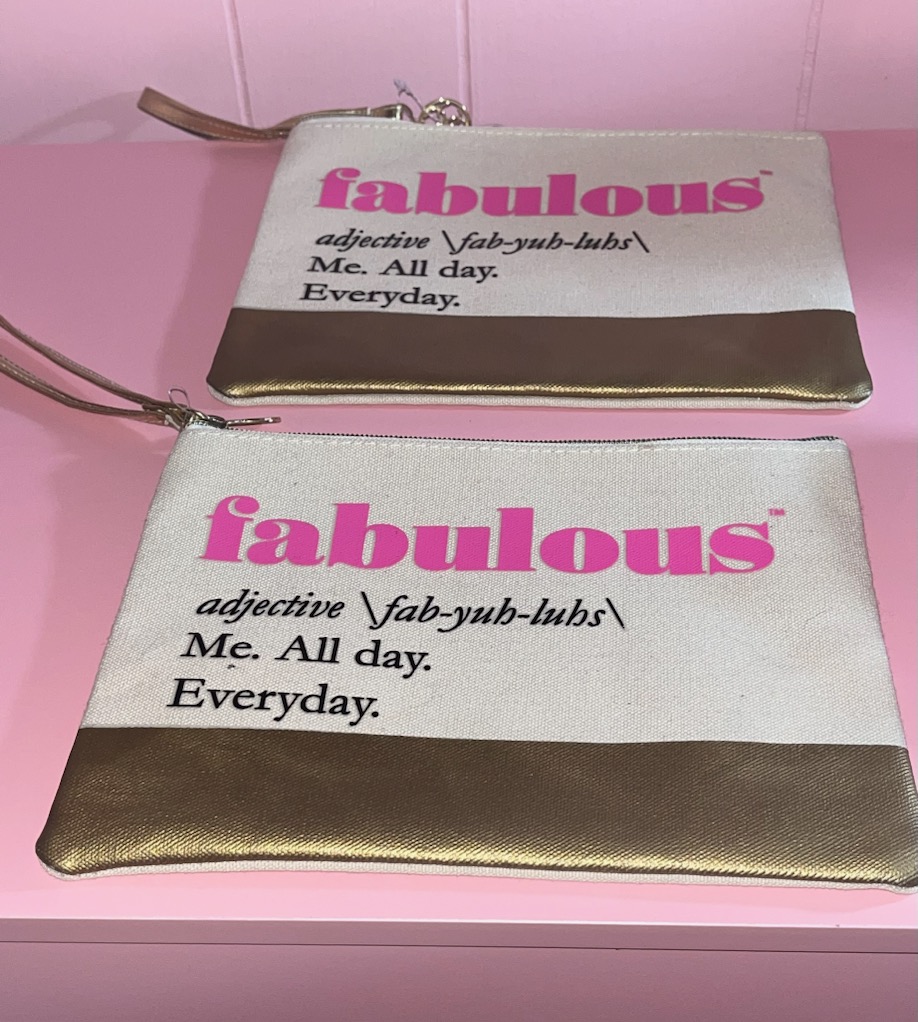 fabulous™
adjective \fab-yuh-luhs\
Me. All day.
Everyday.
fabulous™
adjective \fab-yuh-luhs\
Me. All day.
Everyday.